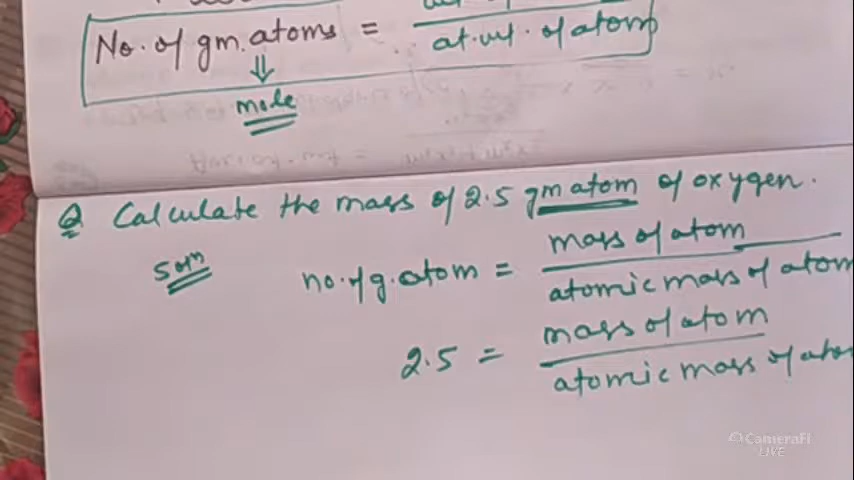 No. of gm. atoms =
at. wt. of atom
⇓
mole
Q Calculate the mass of 2.5 gm atom of oxygen.
Soln
no. of g. atom = mass of atom
atomic mass of atom
2.5 = mass of atom
atomic mass of ato
CameraFi
LIVE